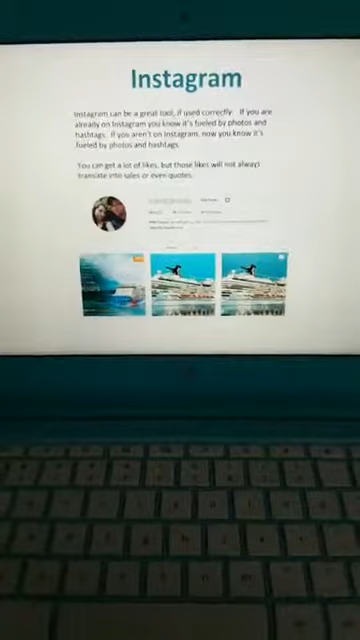 Instagram
Instagram can be a great tool, if used correctly. If you are
already on Instagram you know it's fueled by photos and
hashtags. If you aren't on Instagram, now you know it's
fueled by photos and hashtags.
You can get a lot of likes, but those likes will not always
translate into sales or even quotes.